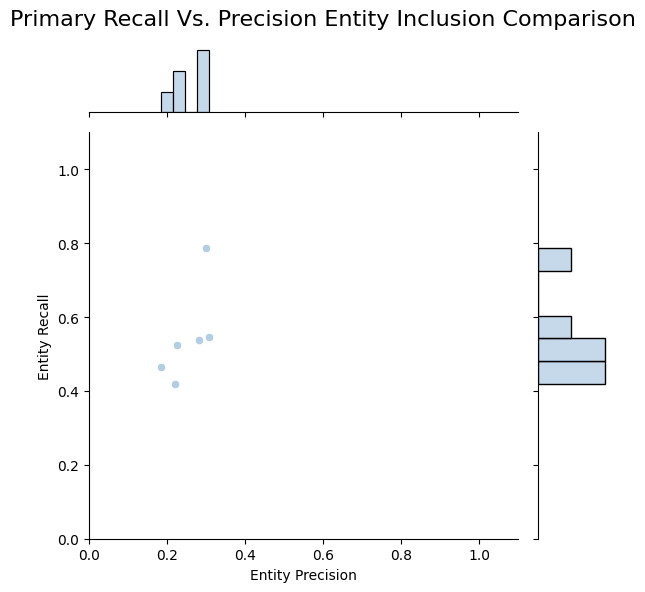 Primary Recall Vs. Precision Entity Inclusion Comparison
1.0
0.8
0.6
0.4
0.2
0.0
Entity Recall
0.0 0.2 0.4 0.6 0.8 1.0
Entity Precision